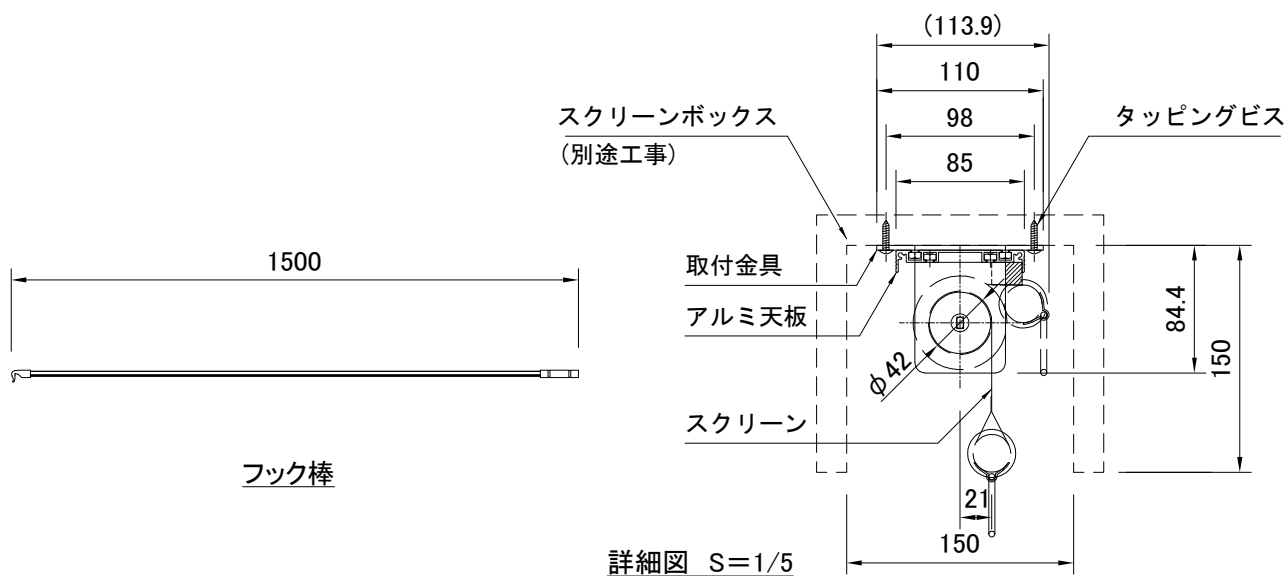 (113.9)
110
スクリーンボックス
98
タッピングビス
(別途工事)
85
1500
取付金具
アルミ天板
84.4
150
φ42
スクリーン
フック棒
21
150
詳細図 S=1/5